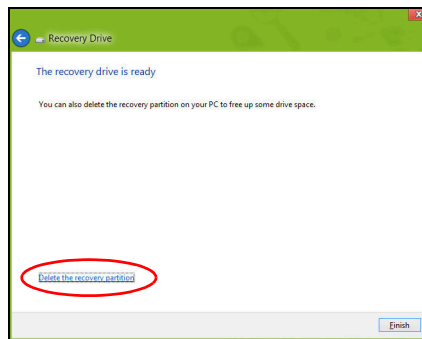 Recovery Drive
The recovery drive is ready
You can also delete the recovery partition on your PC to free up some drive space.
Delete the recovery partition
Finish